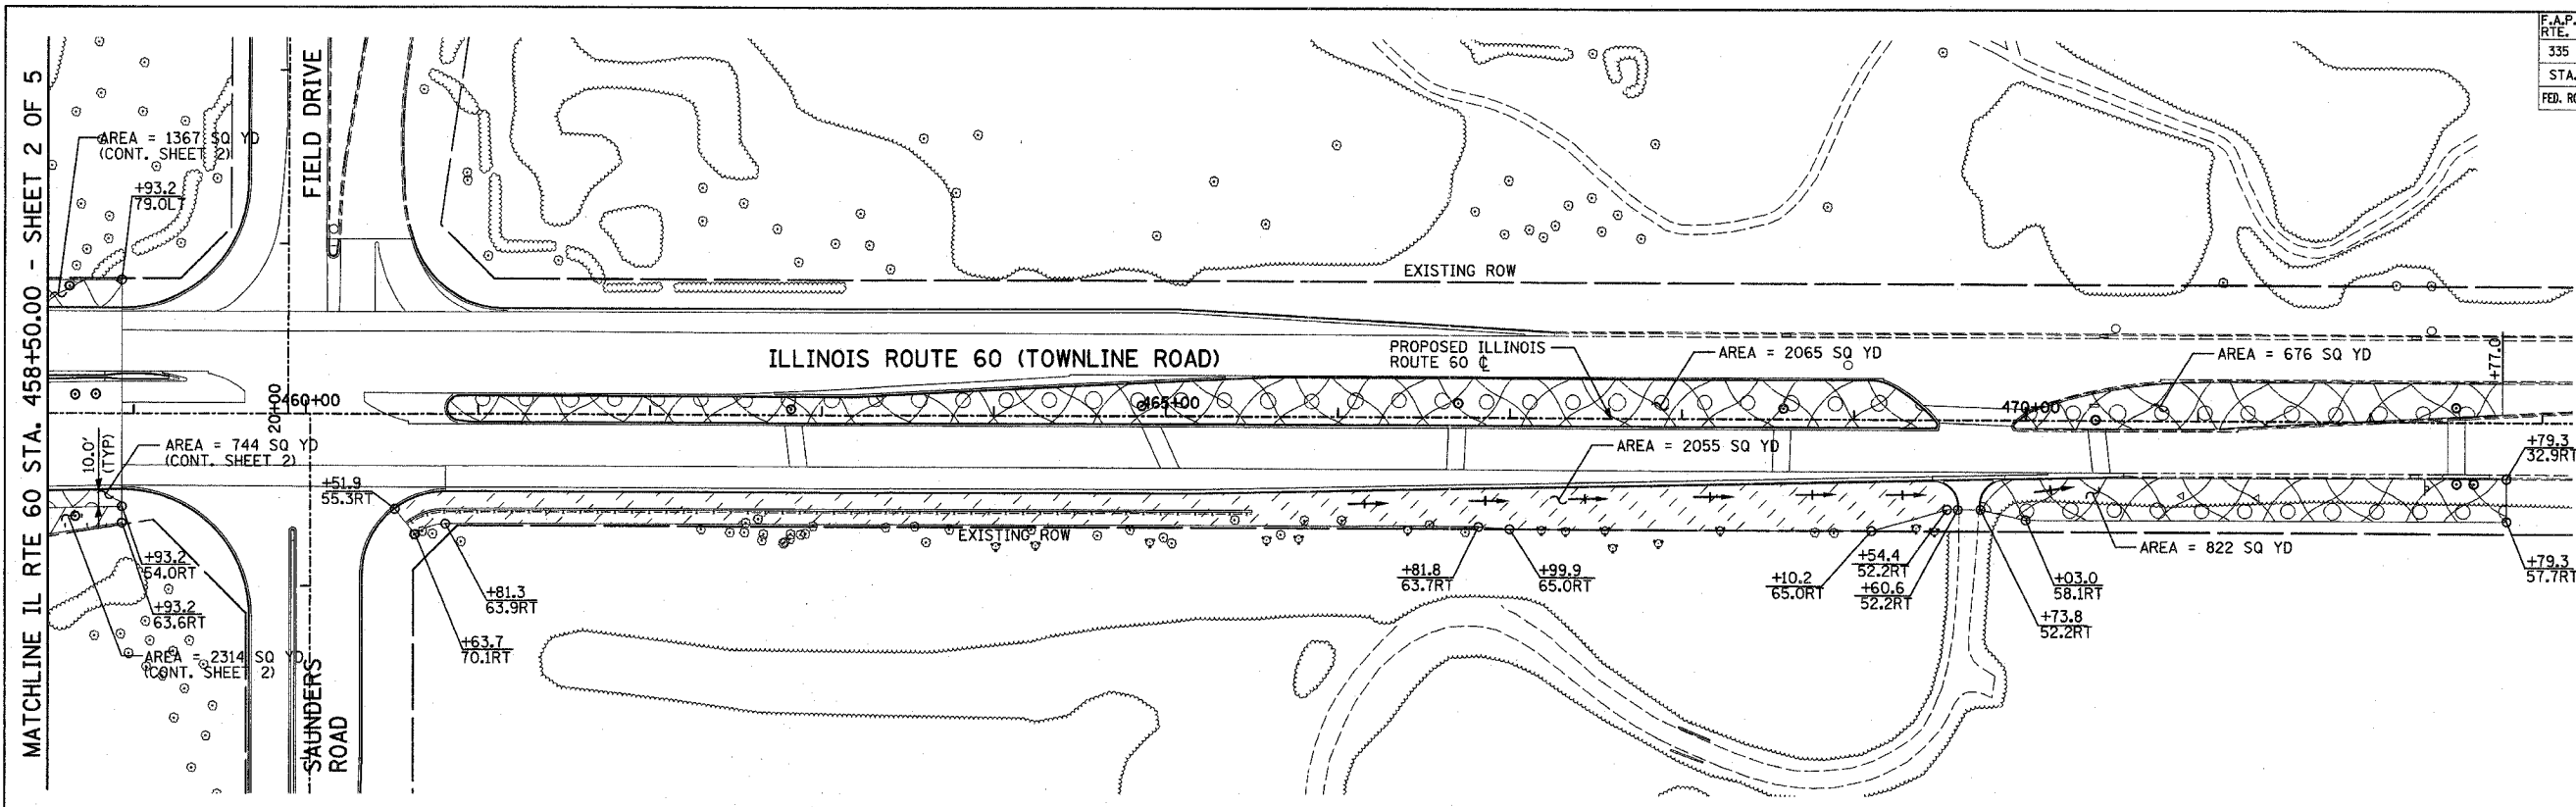 F.A.P.
RTE.
335
STA.
FED. RO
MATCHLINE IL RTE 60 STA. 458+50.00 - SHEET 2 OF 5
FIELD DRIVE
AREA = 1367 SQ YD
(CONT. SHEET 2)
+93.2
79.0LT
EXISTING ROW
ILLINOIS ROUTE 60 (TOWNLINE ROAD)
PROPOSED ILLINOIS
ROUTE 60 ℄
AREA = 2065 SQ YD
AREA = 676 SQ YD
+77.0
20+00
460+00
465+00
470+00
10.0'
(TYP)
AREA = 744 SQ YD
(CONT. SHEET 2)
AREA = 2055 SQ YD
+79.3
32.9RT
+51.9
55.3RT
EXISTING ROW
AREA = 822 SQ YD
+93.2
54.0RT
+93.2
63.6RT
+81.3
63.9RT
+63.7
70.1RT
+81.8
63.7RT
+99.9
65.0RT
+10.2
65.0RT
+54.4
52.2RT
+60.6
52.2RT
+03.0
58.1RT
+73.8
52.2RT
+79.3
57.7RT
AREA = 2314 SQ YD
(CONT. SHEET 2)
SAUNDERS
ROAD